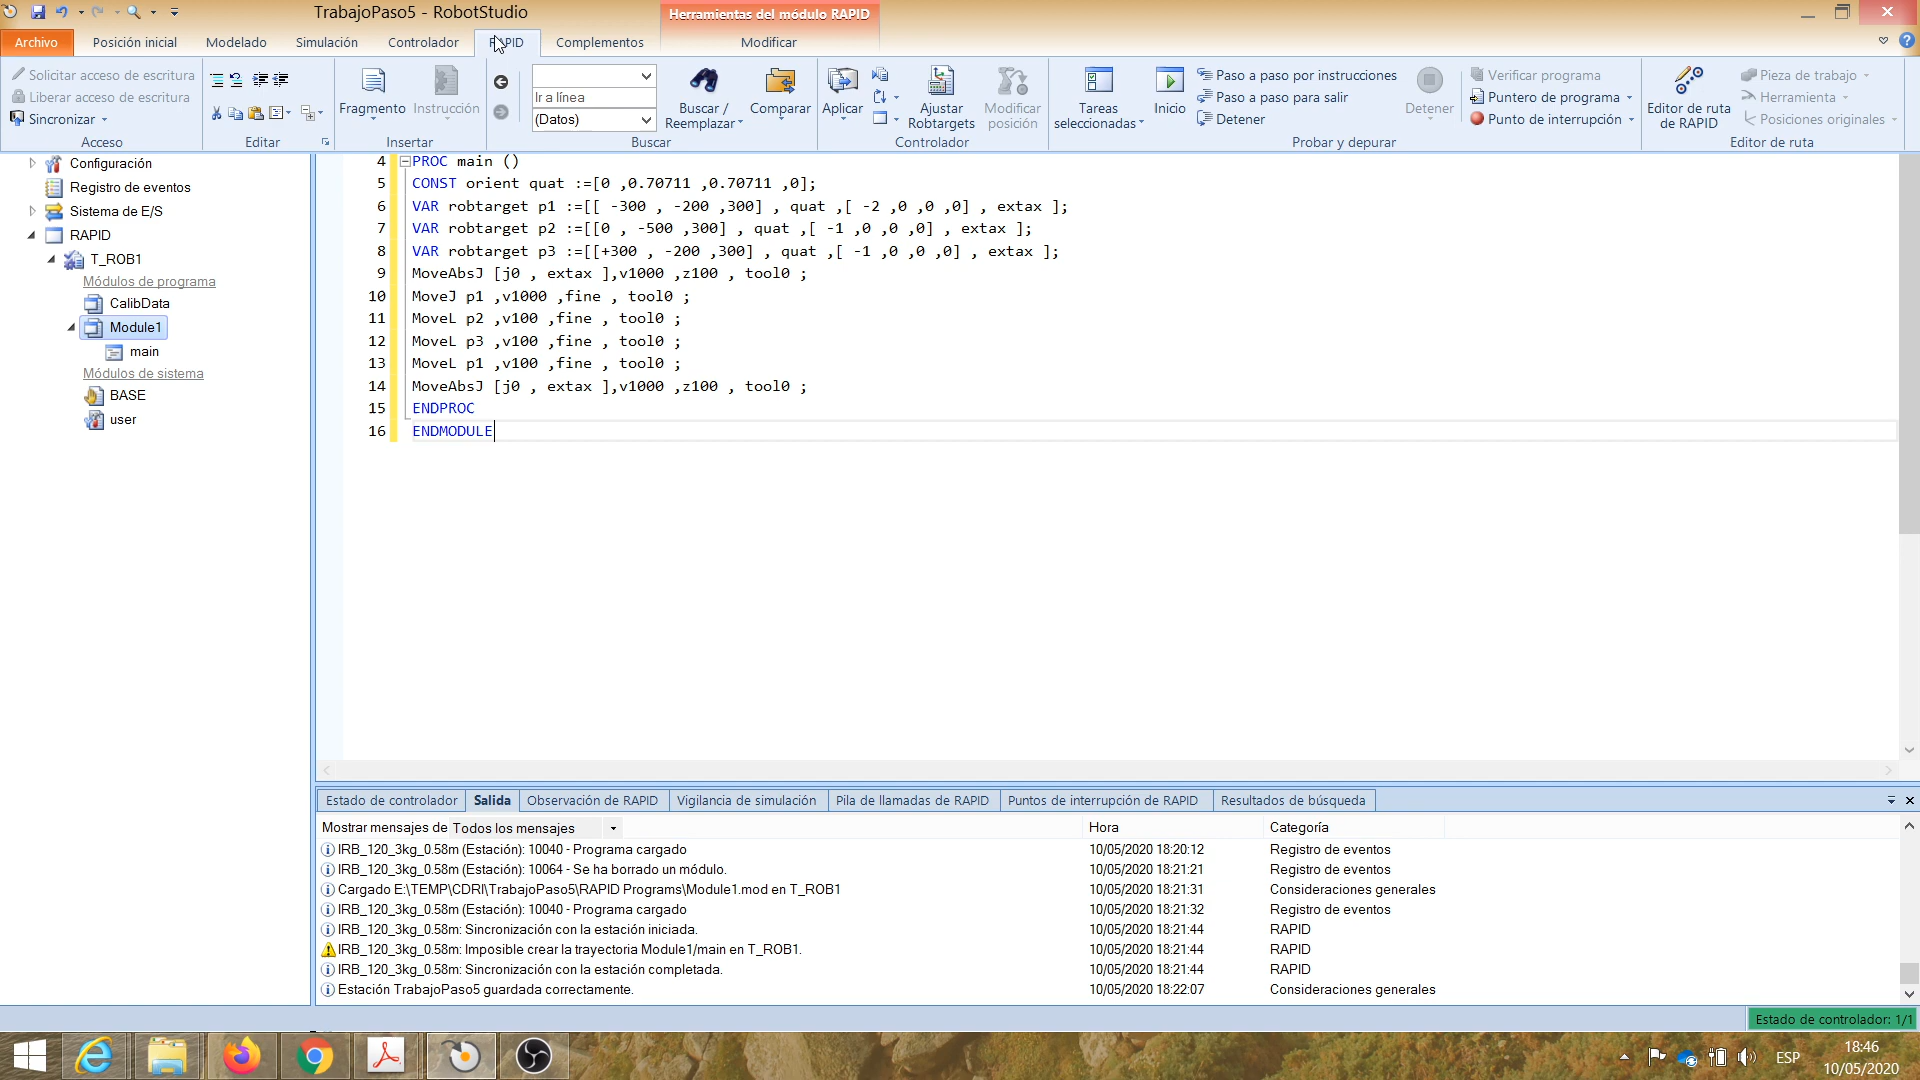 TrabajoPaso5 - RobotStudio
Herramientas del módulo RAPID
Archivo
Posición inicial
Modelado
Simulación
Controlador
Complementos
Modificar
Solicitar acceso de escritura
Liberar acceso de escritura
Sincronizar
Acceso
Editar
Fragmento
Instrucción
Insertar
Ir a línea
(Datos)
Buscar /
Reemplazar
Comparar
Buscar
Aplicar
Ajustar
Robtargets
Modificar
posición
Controlador
Tareas
seleccionadas
Inicio
Paso a paso por instrucciones
Paso a paso para salir
Detener
Detener
Verificar programa
Puntero de programa
Punto de interrupción
Probar y depurar
Editor de ruta
de RAPID
Pieza de trabajo
Herramienta
Posiciones originales
Editor de ruta
Configuración
Registro de eventos
Sistema de E/S
RAPID
T_ROB1
Módulos de programa
CalibData
Module1
main
Módulos de sistema
BASE
user
4 PROC main ()
5 CONST orient quat :=[0 ,0.70711 ,0.70711 ,0];
6 VAR robtarget p1 :=[[ -300 , -200 ,300] , quat ,[ -2 ,0 ,0 ,0] , extax ];
7 VAR robtarget p2 :=[[0 , -500 ,300] , quat ,[ -1 ,0 ,0 ,0] , extax ];
8 VAR robtarget p3 :=[[+300 , -200 ,300] , quat ,[ -1 ,0 ,0 ,0] , extax ];
9 MoveAbsJ [j0 , extax ],v1000 ,z100 , tool0 ;
10 MoveJ p1 ,v1000 ,fine , tool0 ;
11 MoveL p2 ,v100 ,fine , tool0 ;
12 MoveL p3 ,v100 ,fine , tool0 ;
13 MoveL p1 ,v100 ,fine , tool0 ;
14 MoveAbsJ [j0 , extax ],v1000 ,z100 , tool0 ;
15 ENDPROC
16 ENDMODULE
Estado de controlador
Salida
Observación de RAPID
Vigilancia de simulación
Pila de llamadas de RAPID
Puntos de interrupción de RAPID
Resultados de búsqueda
Mostrar mensajes de Todos los mensajes Hora Categoría
IRB_120_3kg_0.58m (Estación): 10040 - Programa cargado 10/05/2020 18:20:12 Registro de eventos
IRB_120_3kg_0.58m (Estación): 10064 - Se ha borrado un módulo. 10/05/2020 18:21:21 Registro de eventos
Cargado E:\TEMP\CDRI\TrabajoPaso5\RAPID Programs\Module1.mod en T_ROB1 10/05/2020 18:21:31 Consideraciones generales
IRB_120_3kg_0.58m (Estación): 10040 - Programa cargado 10/05/2020 18:21:32 Registro de eventos
IRB_120_3kg_0.58m: Sincronización con la estación iniciada. 10/05/2020 18:21:44 RAPID
IRB_120_3kg_0.58m: Imposible crear la trayectoria Module1/main en T_ROB1. 10/05/2020 18:21:44 RAPID
IRB_120_3kg_0.58m: Sincronización con la estación completada. 10/05/2020 18:21:44 RAPID
Estación TrabajoPaso5 guardada correctamente. 10/05/2020 18:22:07 Consideraciones generales
Estado de controlador: 1/1
ESP
18:46
10/05/2020